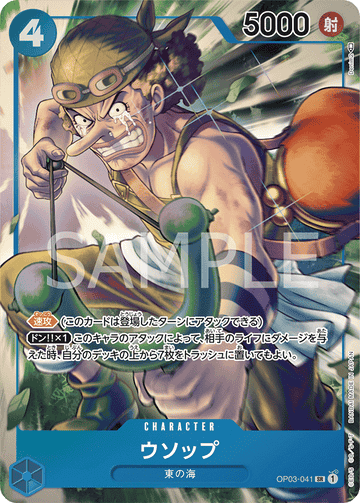 4
5000
射
SAMPLE
速攻 (このカードは登場したターンにアタックできる)
ドン!!×1 このキャラのアタックによって、相手のライフにダメージを与
えた時、自分のデッキの上から7枚をトラッシュに置いてもよい。
CHARACTER
ウソップ
東の海
OP03-041 SR 1